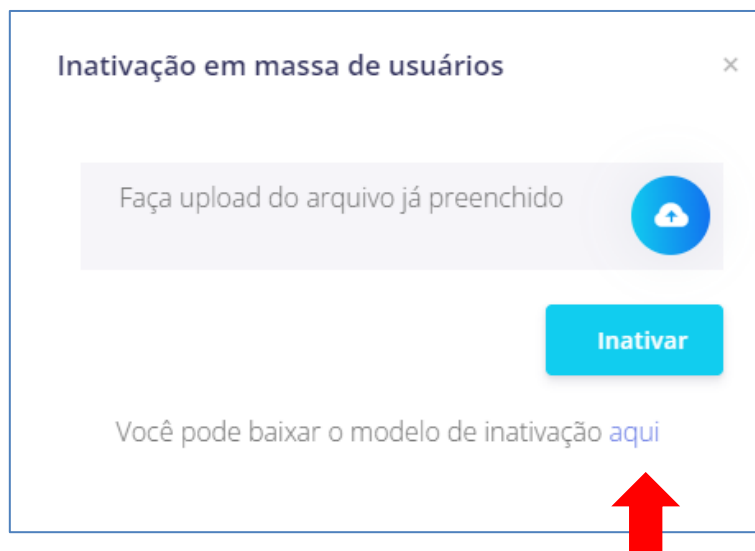 Inativação em massa de usuários ×
Faça upload do arquivo já preenchido
Inativar
Você pode baixar o modelo de inativação aqui